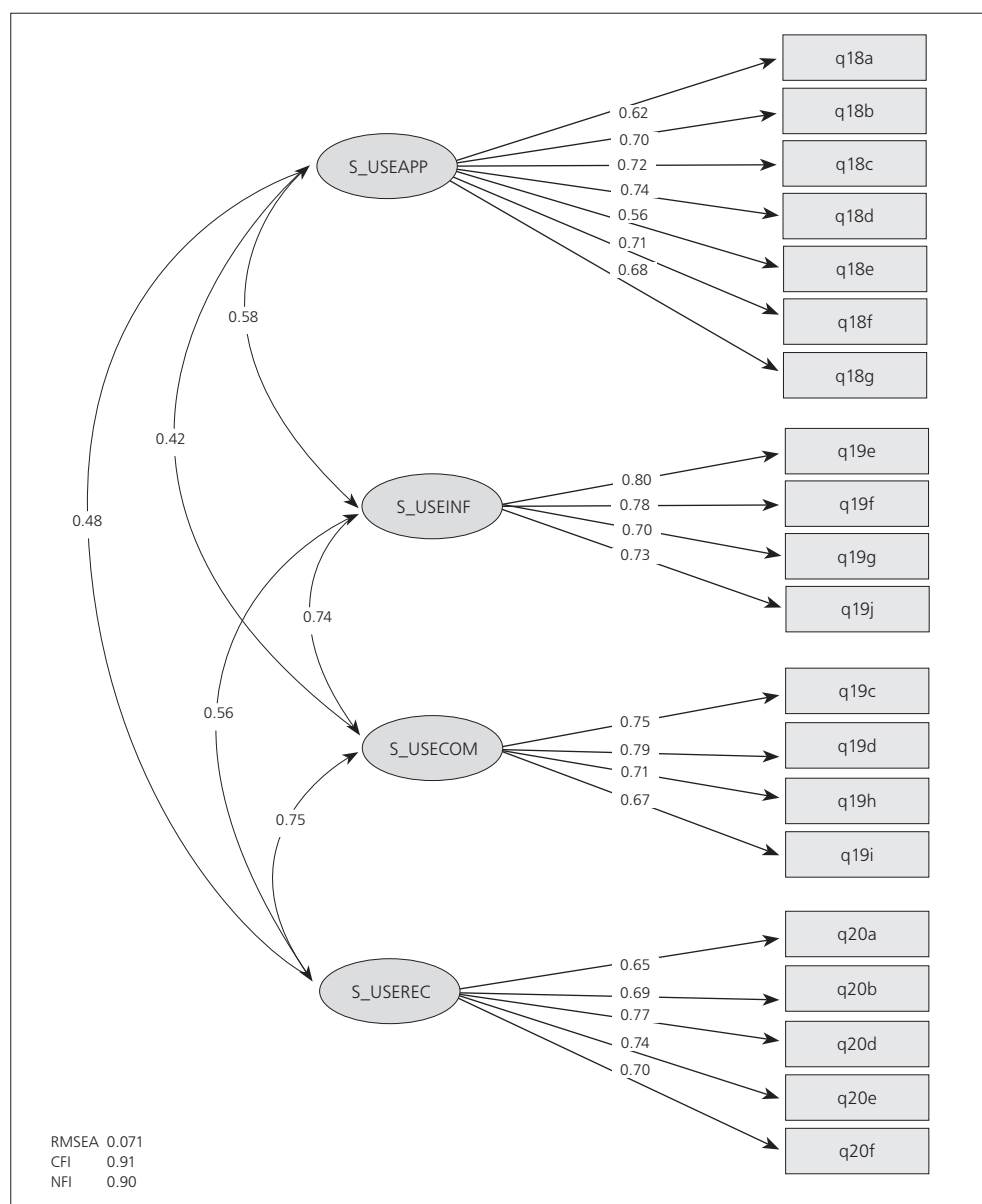 q18a
0.62
q18b
0.70
S_USEAPP
0.72
q18c
0.74
q18d
0.56
0.71
q18e
0.68
q18f
0.58
q18g
0.42
q19e
0.80
0.78
q19f
S_USEINF
0.48
0.70
q19g
0.73
q19j
0.74
q19c
0.56
0.75
q19d
S_USECOM
0.79
0.71
q19h
0.67
0.75
q19i
q20a
0.65
S_USEREC
0.69
q20b
0.77
q20d
0.74
0.70
q20e
q20f
RMSEA 0.071
CFI 0.91
NFI 0.90